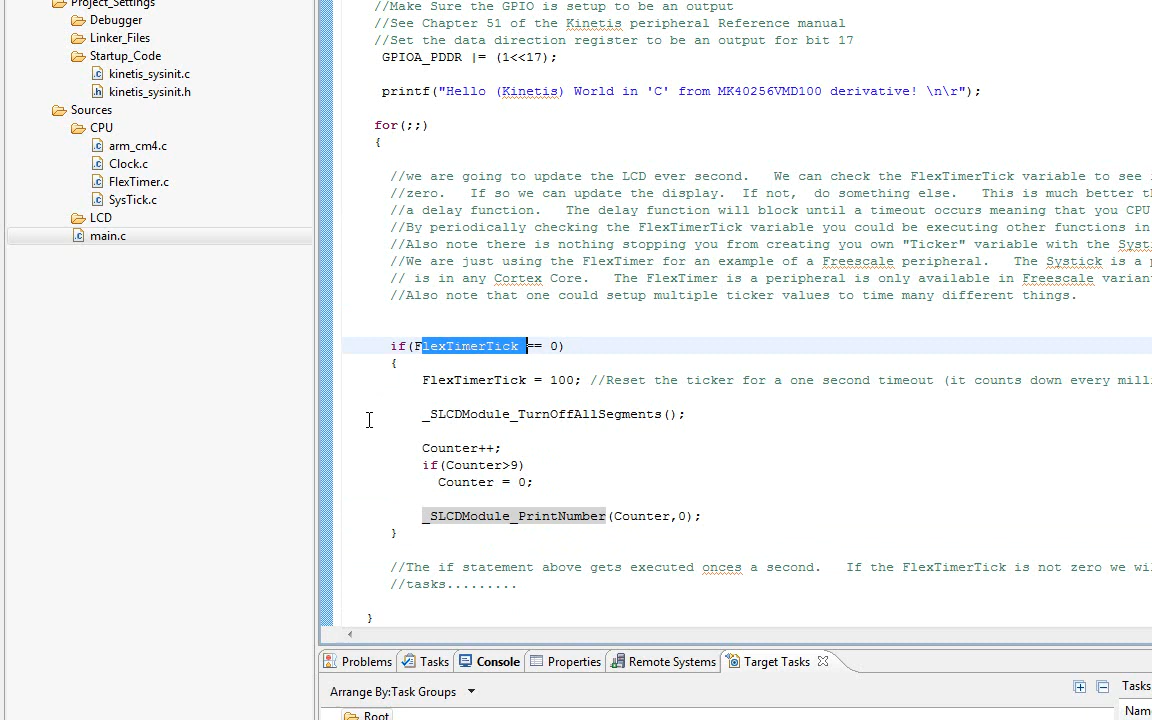 Project_Settings
Debugger
Linker_Files
Startup_Code
kinetis_sysinit.c
kinetis_sysinit.h
Sources
CPU
arm_cm4.c
Clock.c
FlexTimer.c
SysTick.c
LCD
main.c
//Make Sure the GPIO is setup to be an output
//See Chapter 51 of the Kinetis peripheral Reference manual
//Set the data direction register to be an output for bit 17
GPIOA_PDDR |= (1<<17);
printf("Hello (Kinetis) World in 'C' from MK40256VMD100 derivative! \n\r");
for(;;)
{
//we are going to update the LCD ever second. We can check the FlexTimerTick variable to see
//zero. If so we can update the display. If not, do something else. This is much better
//a delay function. The delay function will block until a timeout occurs meaning that you CPU
//By periodically checking the FlexTimerTick variable you could be executing other functions in
//Also note there is nothing stopping you from creating you own "Ticker" variable with the
//We are just using the FlexTimer for an example of a Freescale peripheral. The Systick is a
// is in any Cortex Core. The FlexTimer is a peripheral is only available in Freescale
//Also note that one could setup multiple ticker values to time many different things.
if(FlexTimerTick == 0)
{
FlexTimerTick = 100; //Reset the ticker for a one second timeout (it counts down every
_SLCDModule_TurnOffAllSegments();
Counter++;
if(Counter>9)
Counter = 0;
_SLCDModule_PrintNumber(Counter,0);
}
//The if statement above gets executed onces a second. If the FlexTimerTick is not zero we
//tasks.........
}
Problems Tasks Console Properties Remote Systems Target Tasks
Arrange By:Task Groups Tasks
Root